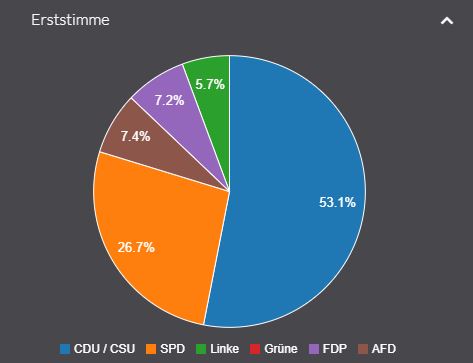 Erststimme
5.7%
7.2%
7.4%
53.1%
26.7%
CDU / CSU SPD Linke Grüne FDP AFD